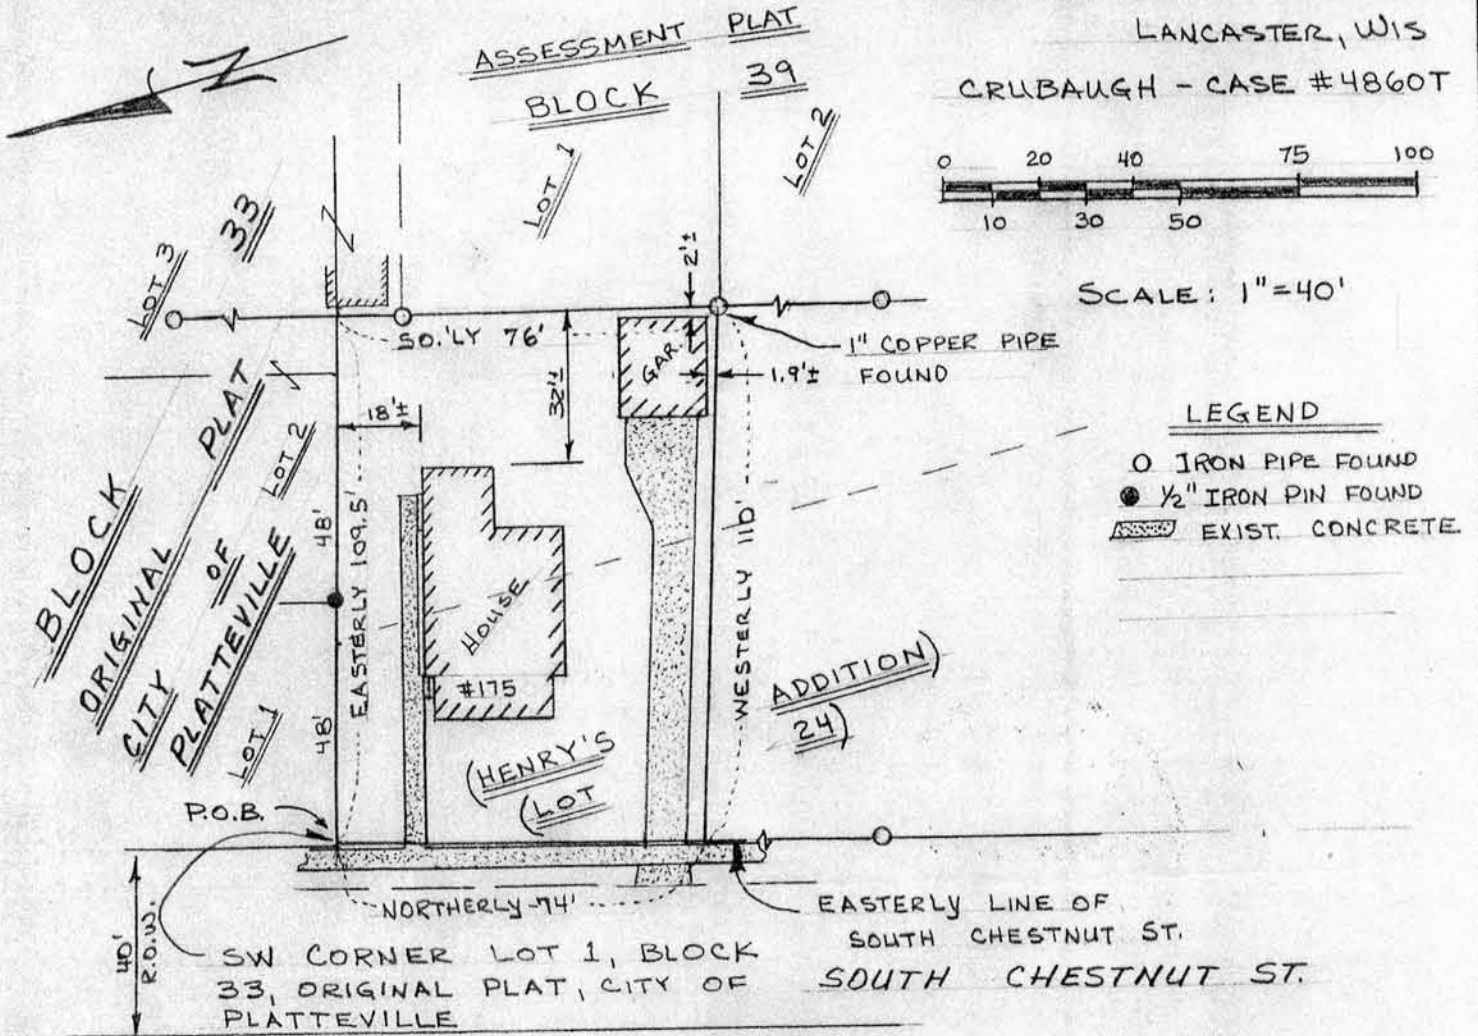 LANCASTER, WIS
CRUBAUGH - CASE #4860T
0 20 40 75 100
10 30 50
SCALE: 1"=40'
LEGEND
IRON PIPE FOUND
1/2" IRON PIN FOUND
EXIST. CONCRETE
N
ASSESSMENT PLAT
BLOCK 39
LOT 1
LOT 2
LOT 3
33
BLOCK
ORIGINAL PLAT
CITY OF
PLATTEVILLE
LOT 2
LOT 1
48'
48'
SO.'LY 76'
2'±
GAR.
1.9'±
1" COPPER PIPE
FOUND
32'±
18'±
EASTERLY 109.5'
HOUSE
#175
WESTERLY 110'
(HENRY'S ADDITION)
(LOT 24)
P.O.B.
NORTHERLY 74'
40'
R.O.W.
SW CORNER LOT 1, BLOCK
33, ORIGINAL PLAT, CITY OF
PLATTEVILLE
EASTERLY LINE OF
SOUTH CHESTNUT ST.
SOUTH CHESTNUT ST.